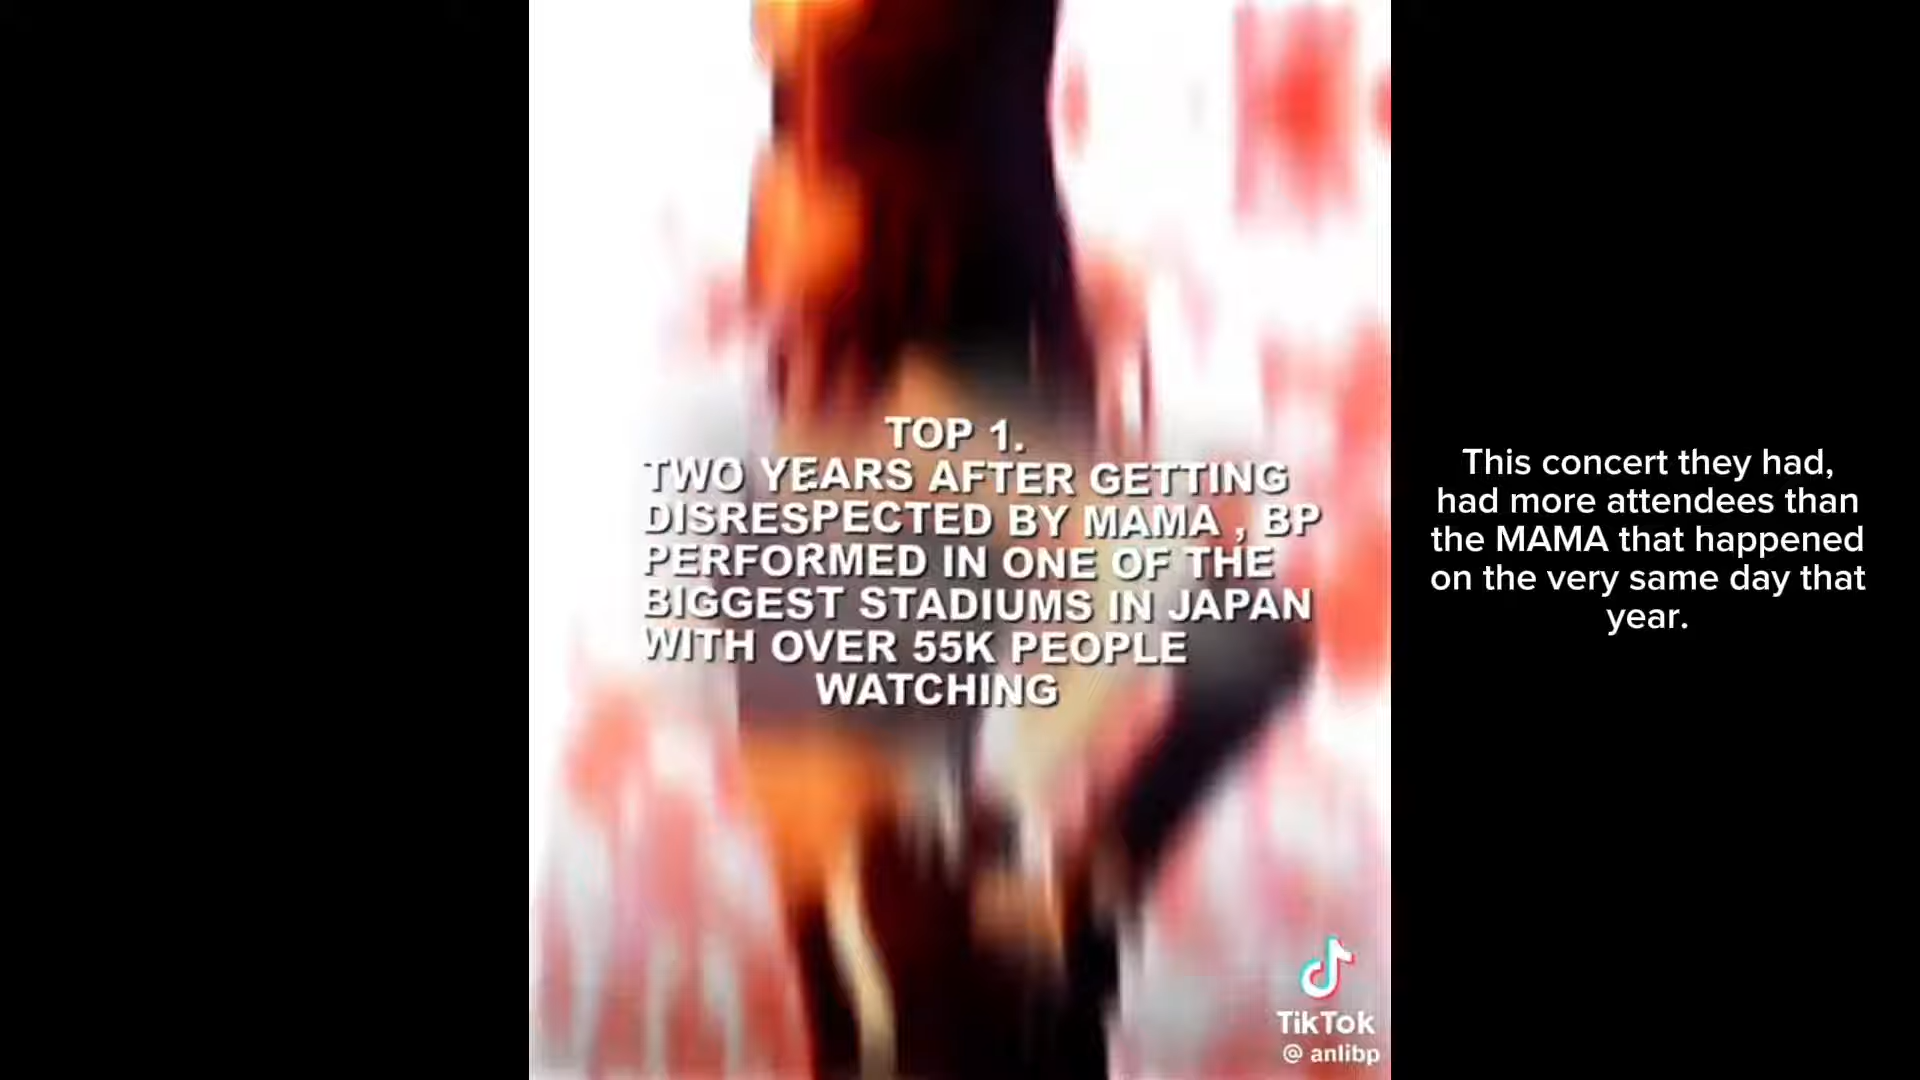 TOP 1.
TWO YEARS AFTER GETTING
DISRESPECTED BY MAMA , BP
PERFORMED IN ONE OF THE
BIGGEST STADIUMS IN JAPAN
WITH OVER 55K PEOPLE
WATCHING
This concert they had,
had more attendees than
the MAMA that happened
on the very same day that
year.
TikTok
@ anlibp